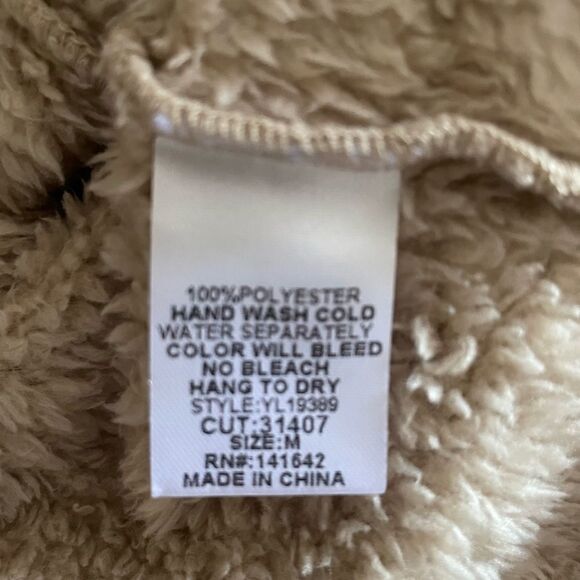 100%POLYESTER
HAND WASH COLD
WATER SEPARATELY
COLOR WILL BLEED
NO BLEACH
HANG TO DRY
STYLE:YL19389
CUT:31407
SIZE:M
RN#:141642
MADE IN CHINA